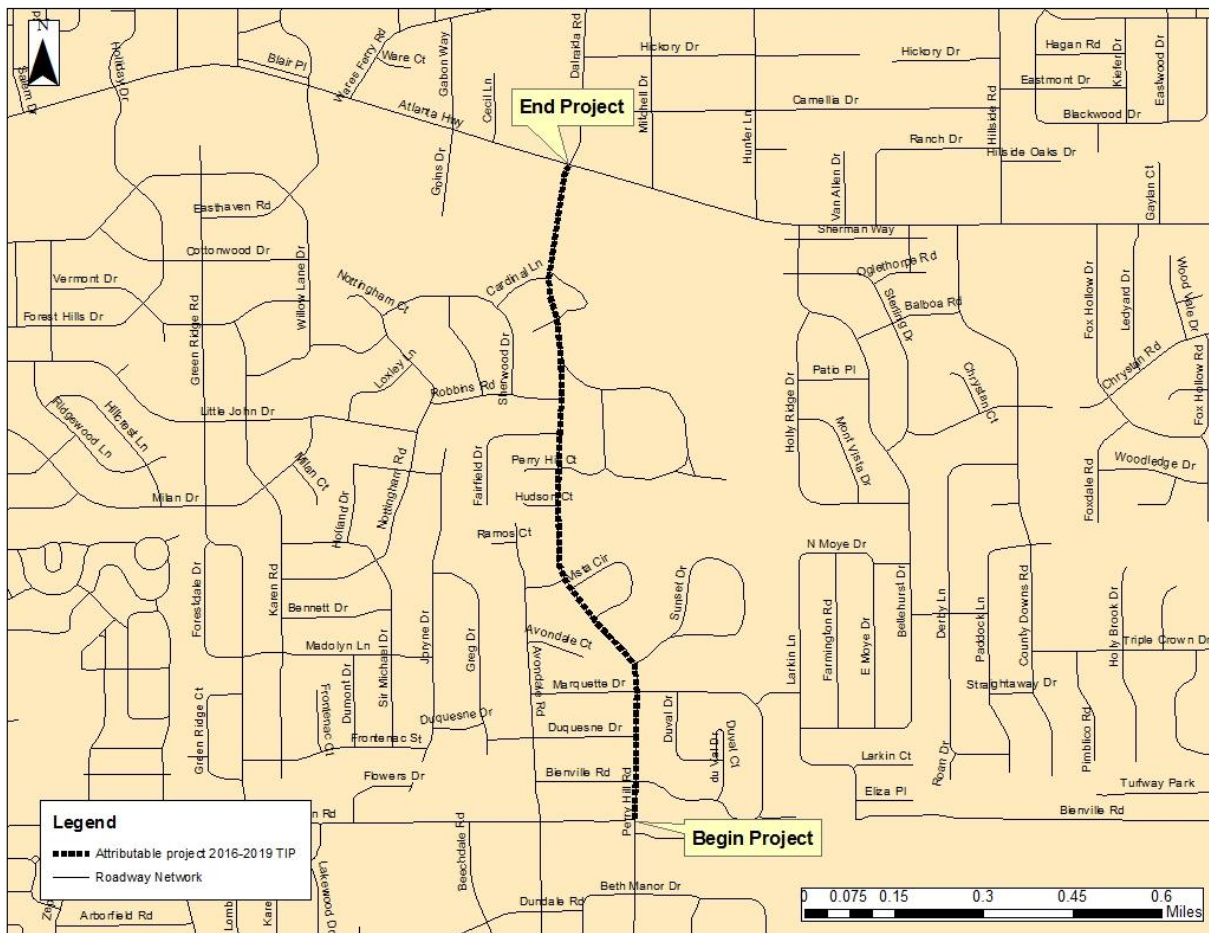 N
Salem Dr
Holliday Dr
Blair Pl
Wares Ferry Rd
Ware Ct
Gabon Way
Cecil Ln
Dalraida Rd
Hickory Dr
Hickory Dr
Hagan Rd
Kiefer Dr
Eastwood Dr
Eastmont Dr
Atlanta Hwy
End Project
Mitchell Dr
Camellia Dr
Hillside Rd
Blackwood Dr
Goins Dr
Hunter Ln
Ranch Dr
Hillside Oaks Dr
Van Allen Dr
Gaylan Ct
Easthaven Rd
Sherman Way
Cottonwood Dr
Willow Lane Dr
Nottingham Ct
Cardinal Ln
Oglethorpe Rd
Vermont Dr
Sterling Dr
Balboa Rd
Fox Hollow Dr
Ledyard Dr
Wood Vale Dr
Forest Hills Dr
Green Ridge Rd
Loxley Ln
Sherwood Dr
Robbins Rd
Holly Ridge Dr
Patio Pl
Chrystan Ct
Chrystan Rd
Fox Hollow Rd
Ridgewood Ln
Hillcrest Ln
Little John Dr
Mont Vista Dr
Milan Ct
Nottingham Rd
Fairfield Dr
Perry Hill Ct
Foxdale Rd
Woodledge Dr
Milan Dr
Holland Dr
Hudson Ct
Ramos Ct
N Moye Dr
Forestdale Dr
Karen Rd
Vista Cir
Sunset Dr
Bennett Dr
Bellehurst Dr
Derby Ln
Paddock Ln
County Downs Rd
Holly Brook Dr
Madolyn Ln
Sir Michael Dr
Joryne Dr
Greg Dr
Avondale Ct
Avondale Rd
Larkin Ln
Farmington Rd
E Moye Dr
Triple Crown Dr
Green Ridge Ct
Frontenac Ct
Dumont Dr
Marquette Dr
Straightaway Dr
Duquesne Dr
Duquesne Dr
Duval Dr
du Val Dr
Duval Ct
Frontenac St
Pimblico Rd
Flowers Dr
Bienville Rd
Larkin Ct
Roan Dr
Eliza Pl
Turfway Park
Perry Hill Rd
Bienville Rd
Begin Project
Legend
Attributable project 2016-2019 TIP
Roadway Network
Beechdale Rd
Lakewood Dr
Beth Manor Dr
Dundale Rd
Arborfield Rd
0 0.075 0.15 0.3 0.45 0.6
Miles